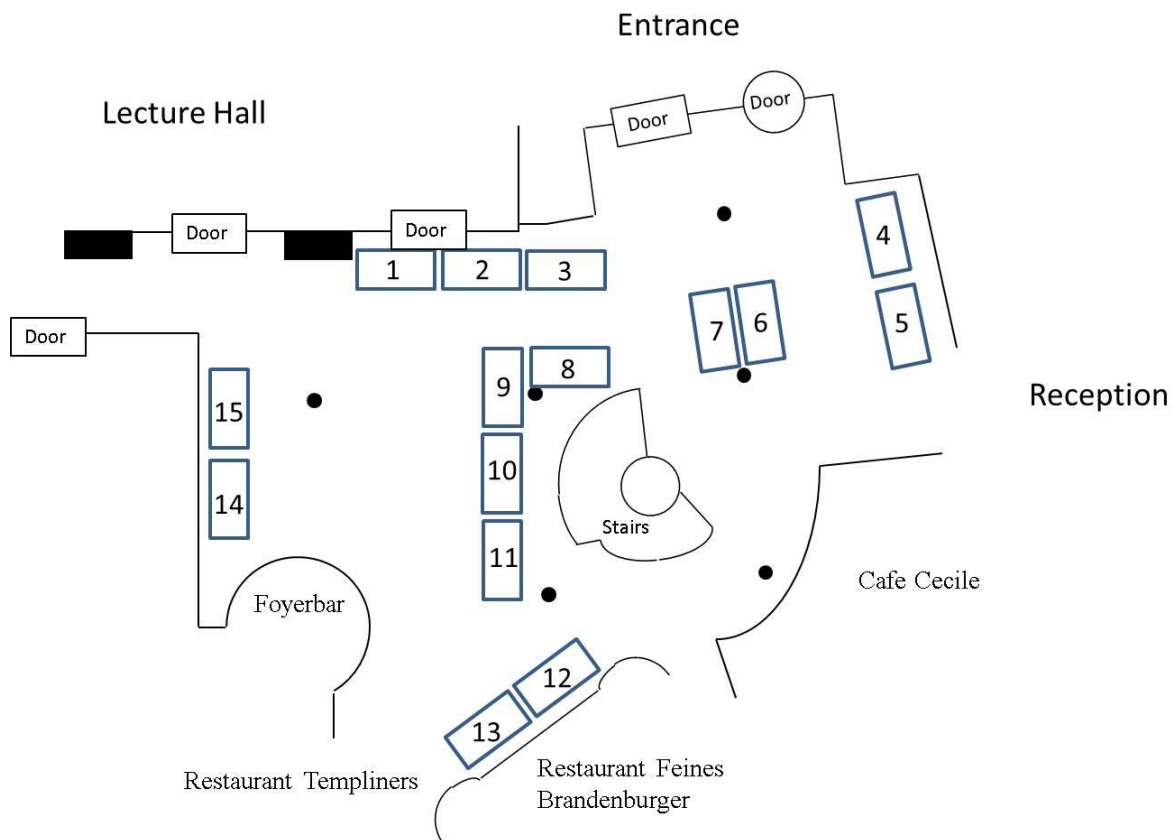 Entrance
Lecture Hall
Door
Door
Door
Door
Door
1
2
3
4
5
6
7
8
9
10
11
12
13
14
15
Reception
Stairs
Cafe Cecile
Foyerbar
Restaurant Templiners
Restaurant Feines
Brandenburger